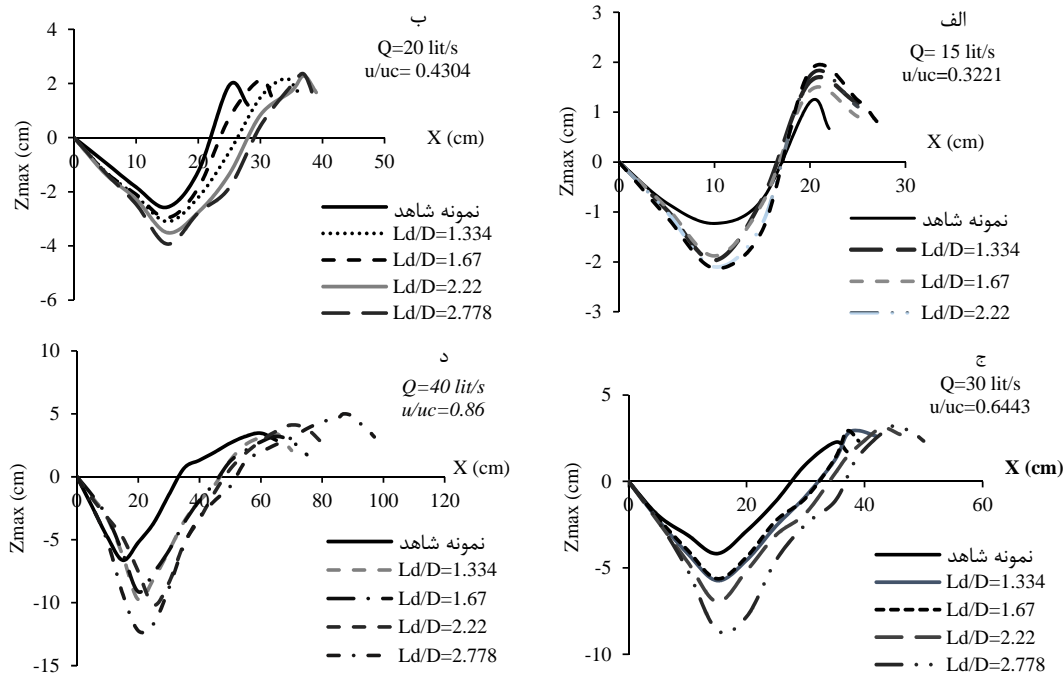 ب
Q=20 lit/s
u/uc= 0.4304
Zmax (cm)
4
2
0
-2
-4
-6
0
10
20
30
40
50
X (cm)
نمونه شاهد
Ld/D=1.334
Ld/D=1.67
Ld/D=2.22
Ld/D=2.778
الف
Q= 15 lit/s
u/uc=0.3221
Zmax (cm)
3
2
1
0
-1
-2
-3
0
10
20
30
X (cm)
نمونه شاهد
Ld/D=1.334
Ld/D=1.67
Ld/D=2.22
د
Q=40 lit/s
u/uc=0.86
Zmax (cm)
10
5
0
-5
-10
-15
0
20
40
60
80
100
120
X (cm)
نمونه شاهد
Ld/D=1.334
Ld/D=1.67
Ld/D=2.22
Ld/D=2.778
ج
Q=30 lit/s
u/uc=0.6443
Zmax (cm)
5
0
-5
-10
0
20
40
60
X (cm)
نمونه شاهد
Ld/D=1.334
Ld/D=1.67
Ld/D=2.22
Ld/D=2.778